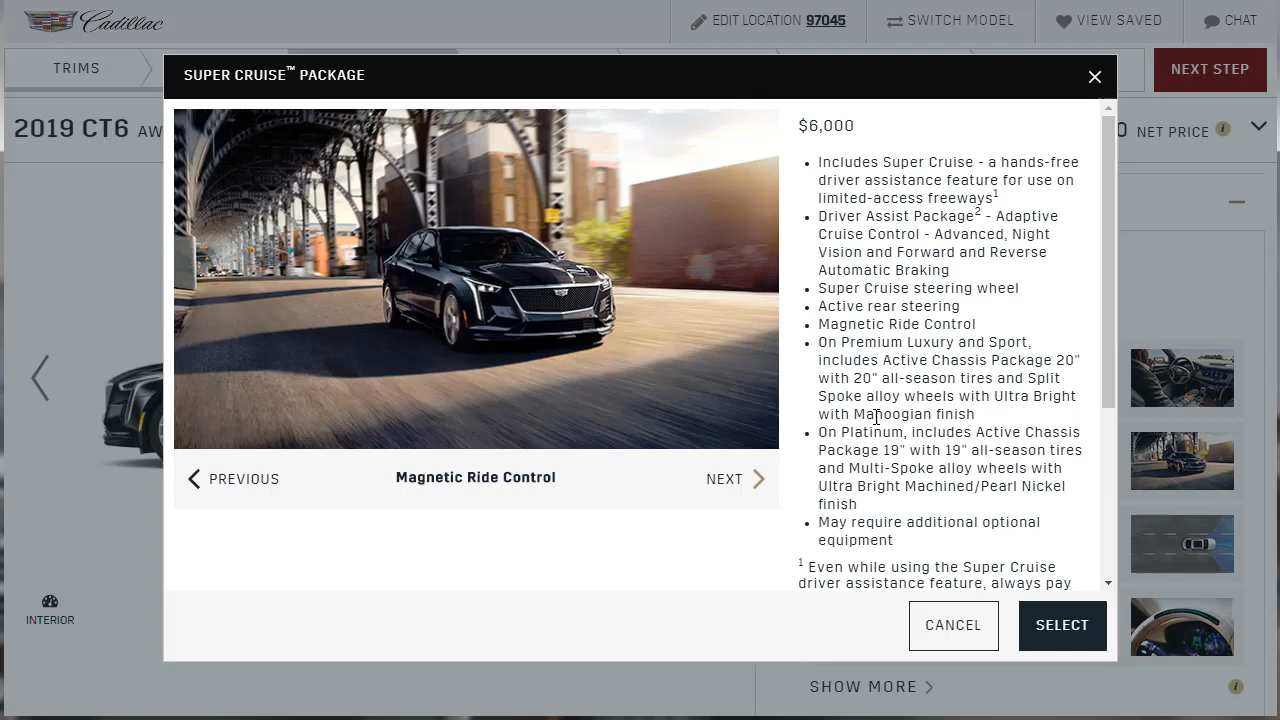 Cadillac
EDIT LOCATION 97045
SWITCH MODEL
VIEW SAVED
CHAT
TRIMS
NEXT STEP
SUPER CRUISE™ PACKAGE
2019 CT6 AW
0 NET PRICE
$6,000
• Includes Super Cruise - a hands-free
driver assistance feature for use on
limited-access freeways1
• Driver Assist Package2 - Adaptive
Cruise Control - Advanced, Night
Vision and Forward and Reverse
Automatic Braking
• Super Cruise steering wheel
• Active rear steering
• Magnetic Ride Control
• On Premium Luxury and Sport,
includes Active Chassis Package 20"
with 20" all-season tires and Split
Spoke alloy wheels with Ultra Bright
with Manoogian finish
• On Platinum, includes Active Chassis
Package 19" with 19" all-season tires
and Multi-Spoke alloy wheels with
Ultra Bright Machined/Pearl Nickel
finish
• May require additional optional
equipment
1 Even while using the Super Cruise
driver assistance feature, always pay
PREVIOUS
Magnetic Ride Control
NEXT
INTERIOR
CANCEL
SELECT
SHOW MORE